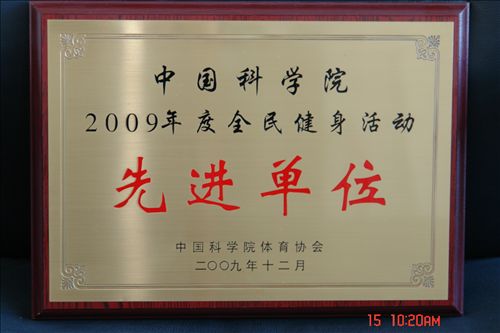 中国科学院
2009年度全民健身活动
先进单位
中国科学院体育协会
二〇〇九年十二月
15 10:20AM